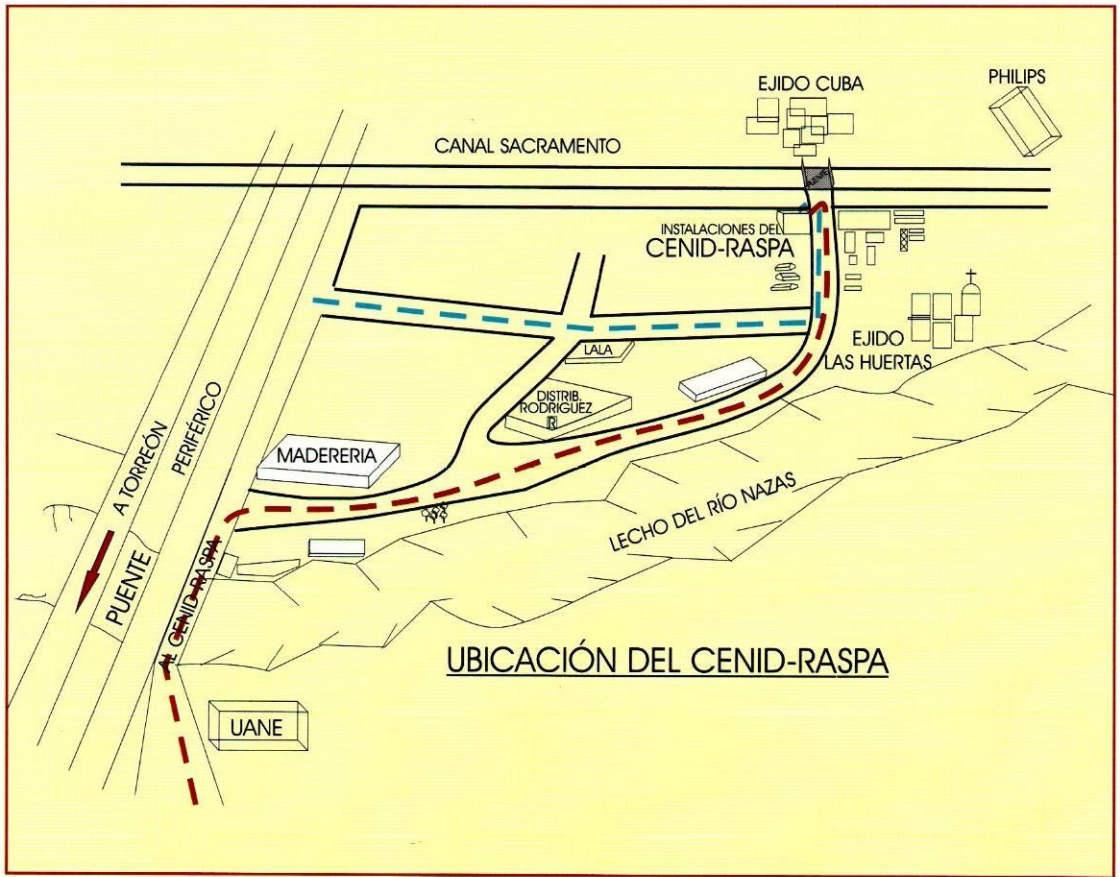 EJIDO CUBA
PHILIPS
CANAL SACRAMENTO
PUENTE
INSTALACIONES DEL
CENID-RASPA
EJIDO
LAS HUERTAS
LALA
DISTRIB.
RODRIGUEZ
R
MADERERIA
PERIFÉRICO
A TORREÓN
PUENTE
AL CENID-RASPA
LECHO DEL RÍO NAZAS
UBICACIÓN DEL CENID-RASPA
UANE